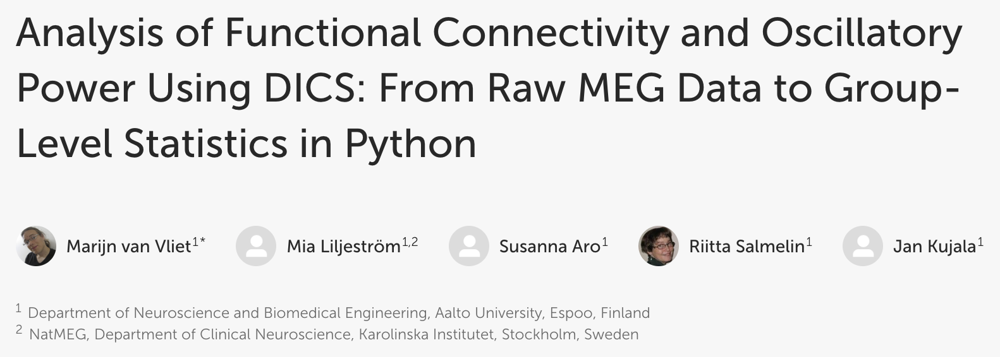 Analysis of Functional Connectivity and Oscillatory
Power Using DICS: From Raw MEG Data to Group-
Level Statistics in Python
Marijn van Vliet1* Mia Liljeström1,2 Susanna Aro1 Riitta Salmelin1 Jan Kujala1
1 Department of Neuroscience and Biomedical Engineering, Aalto University, Espoo, Finland
2 NatMEG, Department of Clinical Neuroscience, Karolinska Institutet, Stockholm, Sweden